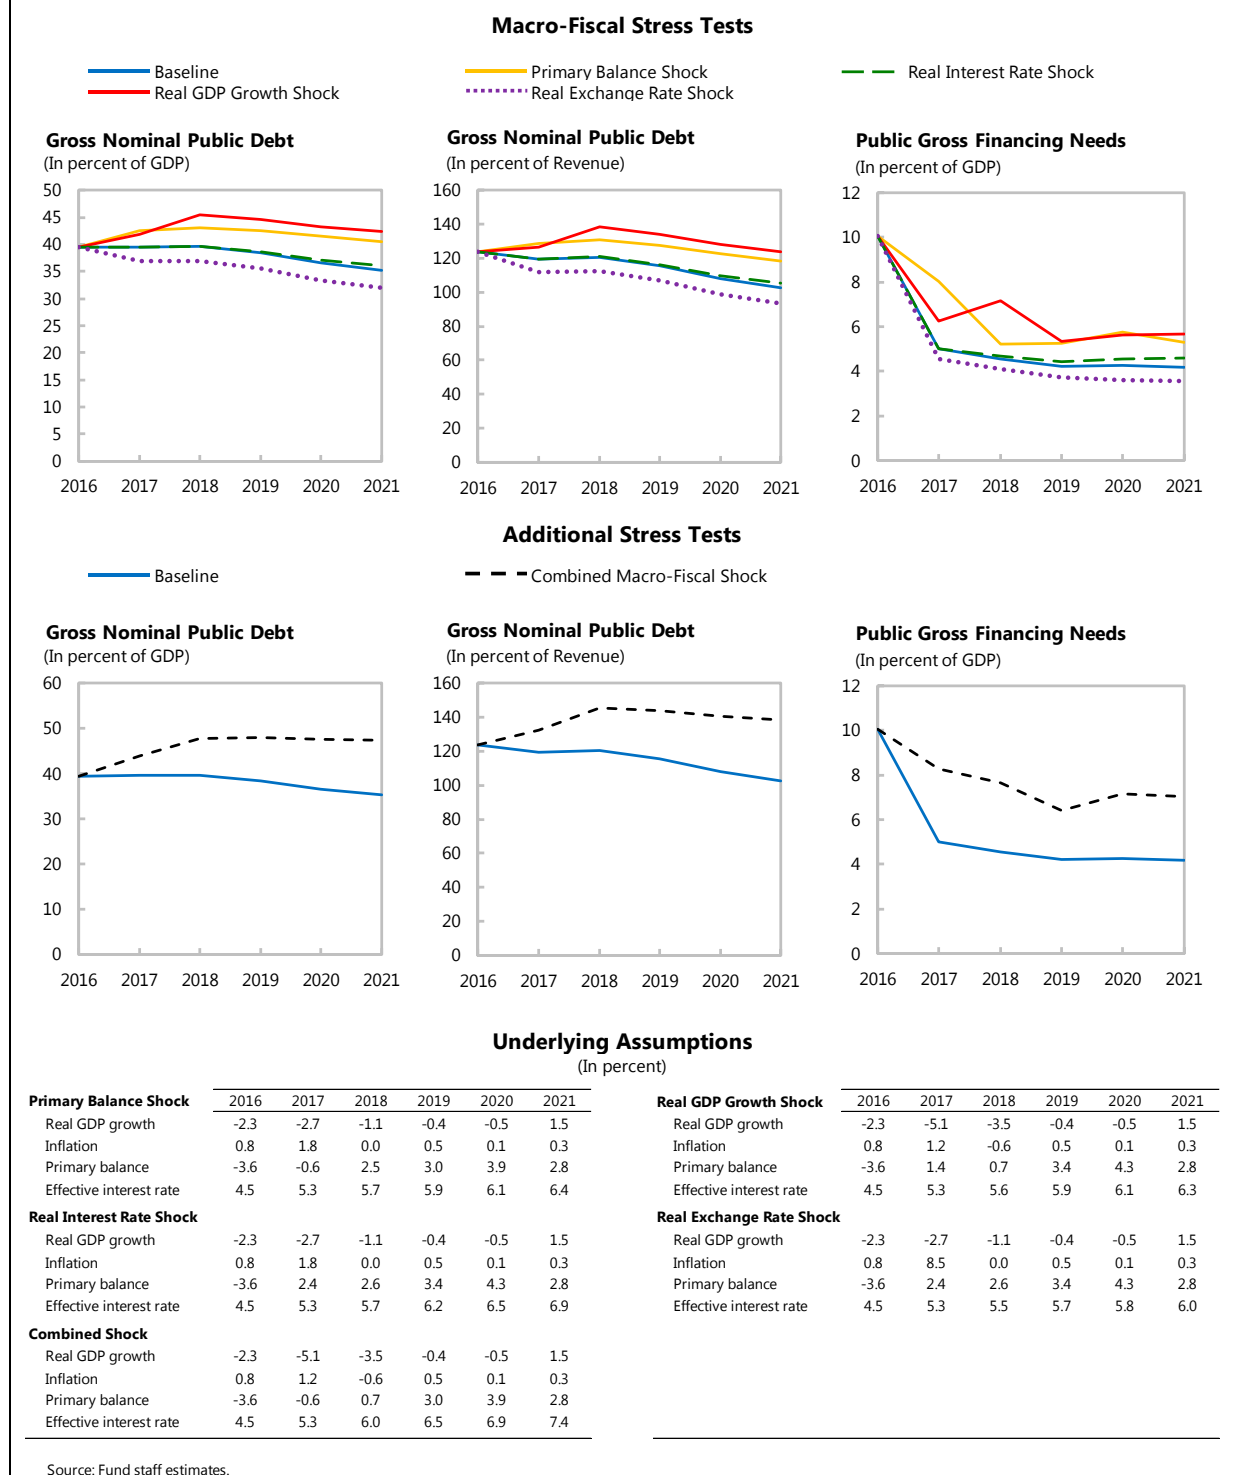 Macro-Fiscal Stress Tests
Baseline Primary Balance Shock Real Interest Rate Shock
Real GDP Growth Shock Real Exchange Rate Shock
Gross Nominal Public Debt
(In percent of GDP)
50
45
40
35
30
25
20
15
10
5
0
2016 2017 2018 2019 2020 2021
Gross Nominal Public Debt
(In percent of Revenue)
160
140
120
100
80
60
40
20
0
2016 2017 2018 2019 2020 2021
Public Gross Financing Needs
(In percent of GDP)
12
10
8
6
4
2
0
2016 2017 2018 2019 2020 2021
Additional Stress Tests
Baseline Combined Macro-Fiscal Shock
Gross Nominal Public Debt
(In percent of GDP)
60
50
40
30
20
10
0
2016 2017 2018 2019 2020 2021
Gross Nominal Public Debt
(In percent of Revenue)
160
140
120
100
80
60
40
20
0
2016 2017 2018 2019 2020 2021
Public Gross Financing Needs
(In percent of GDP)
12
10
8
6
4
2
0
2016 2017 2018 2019 2020 2021
Underlying Assumptions
(In percent)
Primary Balance Shock 2016 2017 2018 2019 2020 2021
Real GDP growth -2.3 -2.7 -1.1 -0.4 -0.5 1.5
Inflation 0.8 1.8 0.0 0.5 0.1 0.3
Primary balance -3.6 -0.6 2.5 3.0 3.9 2.8
Effective interest rate 4.5 5.3 5.7 5.9 6.1 6.4
Real Interest Rate Shock
Real GDP growth -2.3 -2.7 -1.1 -0.4 -0.5 1.5
Inflation 0.8 1.8 0.0 0.5 0.1 0.3
Primary balance -3.6 2.4 2.6 3.4 4.3 2.8
Effective interest rate 4.5 5.3 5.7 6.2 6.5 6.9
Combined Shock
Real GDP growth -2.3 -5.1 -3.5 -0.4 -0.5 1.5
Inflation 0.8 1.2 -0.6 0.5 0.1 0.3
Primary balance -3.6 -0.6 0.7 3.0 3.9 2.8
Effective interest rate 4.5 5.3 6.0 6.5 6.9 7.4
Real GDP Growth Shock 2016 2017 2018 2019 2020 2021
Real GDP growth -2.3 -5.1 -3.5 -0.4 -0.5 1.5
Inflation 0.8 1.2 -0.6 0.5 0.1 0.3
Primary balance -3.6 1.4 0.7 3.4 4.3 2.8
Effective interest rate 4.5 5.3 5.6 5.9 6.1 6.3
Real Exchange Rate Shock
Real GDP growth -2.3 -2.7 -1.1 -0.4 -0.5 1.5
Inflation 0.8 8.5 0.0 0.5 0.1 0.3
Primary balance -3.6 2.4 2.6 3.4 4.3 2.8
Effective interest rate 4.5 5.3 5.5 5.7 5.8 6.0
Source: Fund staff estimates.